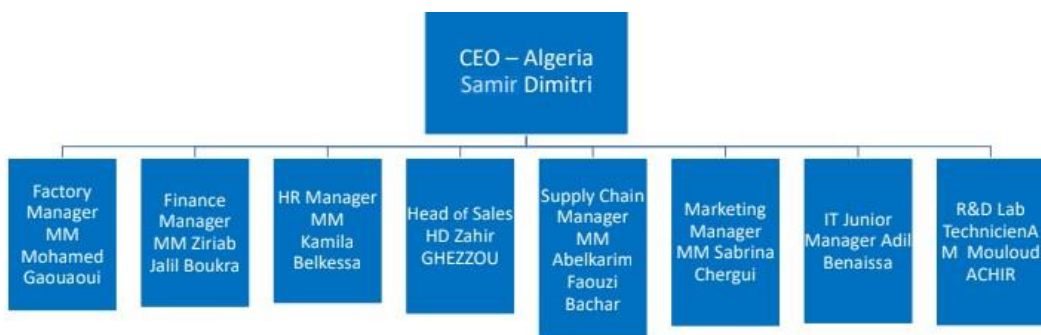 CEO – Algeria
Samir Dimitri
Factory
Manager
MM
Mohamed
Gaouaoui
Finance
Manager
MM Ziriab
Jalil Boukra
HR Manager
MM
Kamila
Belkessa
Head of Sales
HD Zahir
GHEZZOU
Supply Chain
Manager
MM
Abelkarim
Faouzi
Bachar
Marketing
Manager
MM Sabrina
Chergui
IT Junior
Manager Adil
Benaissa
R&D Lab
TechnicienA
M Mouloud
ACHIR